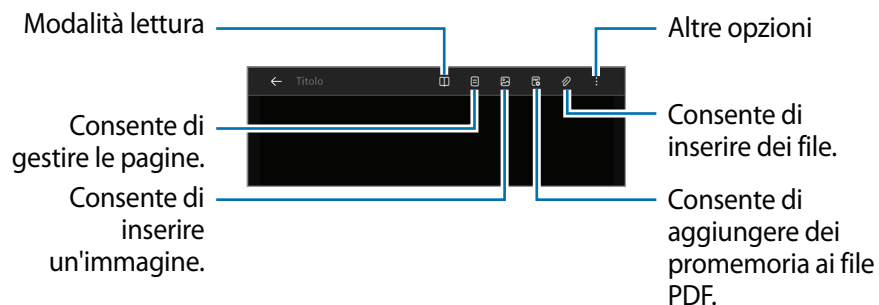 Modalità lettura
Altre opzioni
Titolo
Consente di
gestire le pagine.
Consente di
inserire dei file.
Consente di
inserire
un'immagine.
Consente di
aggiungere dei
promemoria ai file
PDF.